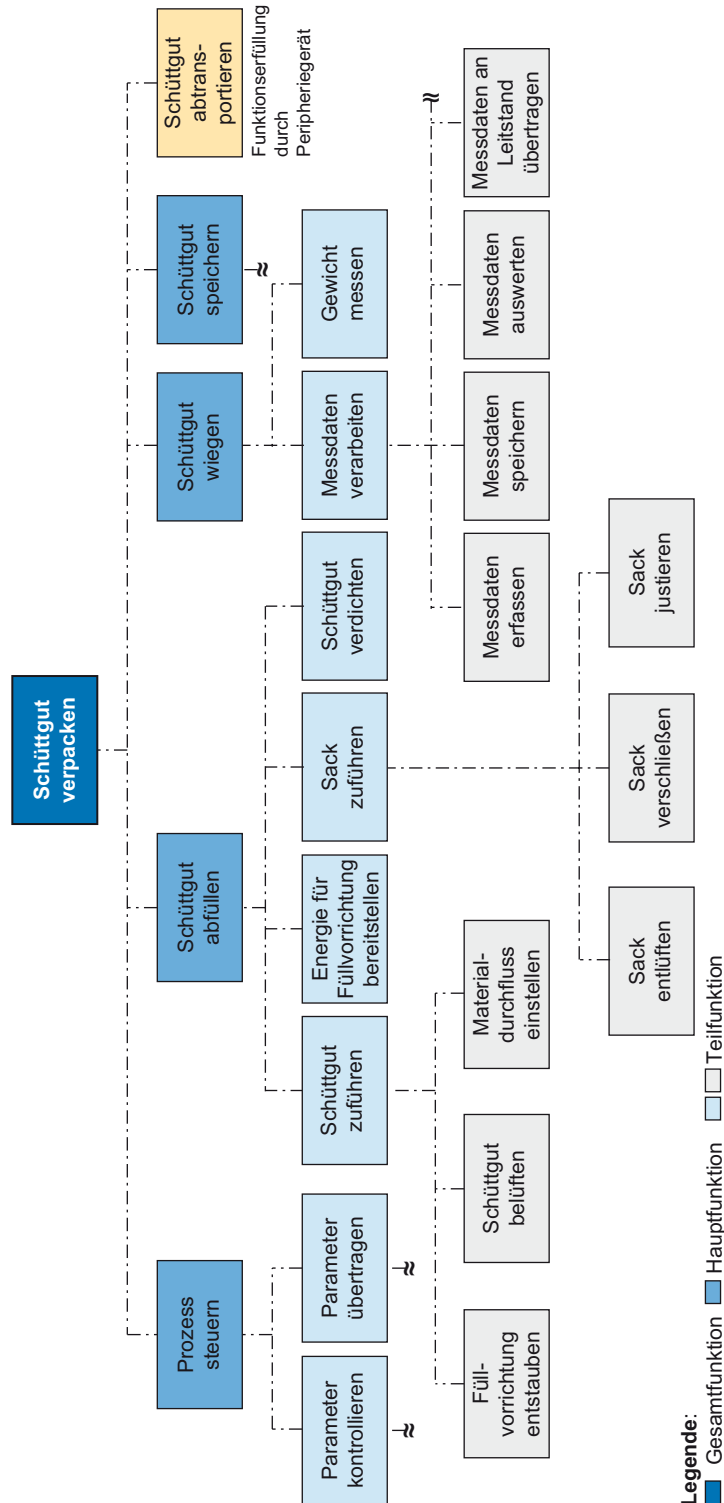 Schüttgut
verpacken
Prozess
steuern
Schüttgut
abfüllen
Schüttgut
wiegen
Schüttgut
speichern
Schüttgut
abtrans-
portieren
Funktionserfüllung
durch
Peripheriegerät
Parameter
kontrollieren
Parameter
übertragen
Schüttgut
zuführen
Energie für
Füllvorrichtung
bereitstellen
Sack
zuführen
Schüttgut
verdichten
Messdaten
verarbeiten
Gewicht
messen
Füll-
vorrichtung
entstauben
Schüttgut
belüften
Material-
durchfluss
einstellen
Messdaten
erfassen
Messdaten
speichern
Messdaten
auswerten
Messdaten an
Leitstand
übertragen
Sack
entlüften
Sack
verschließen
Sack
justieren
Legende:
Gesamtfunktion Hauptfunktion Teilfunktion